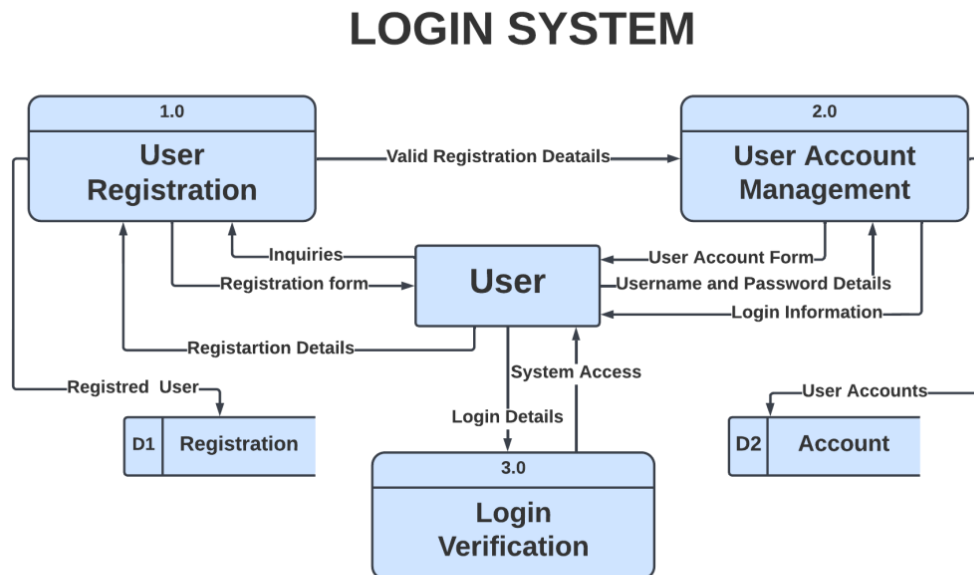 LOGIN SYSTEM
1.0
User
Registration
Valid Registration Deatails
2.0
User Account
Management
Inquiries
Registration form
User
User Account Form
Username and Password Details
Login Information
Registartion Details
System Access
Registred User
Login Details
User Accounts
D1
Registration
D2
Account
3.0
Login
Verification